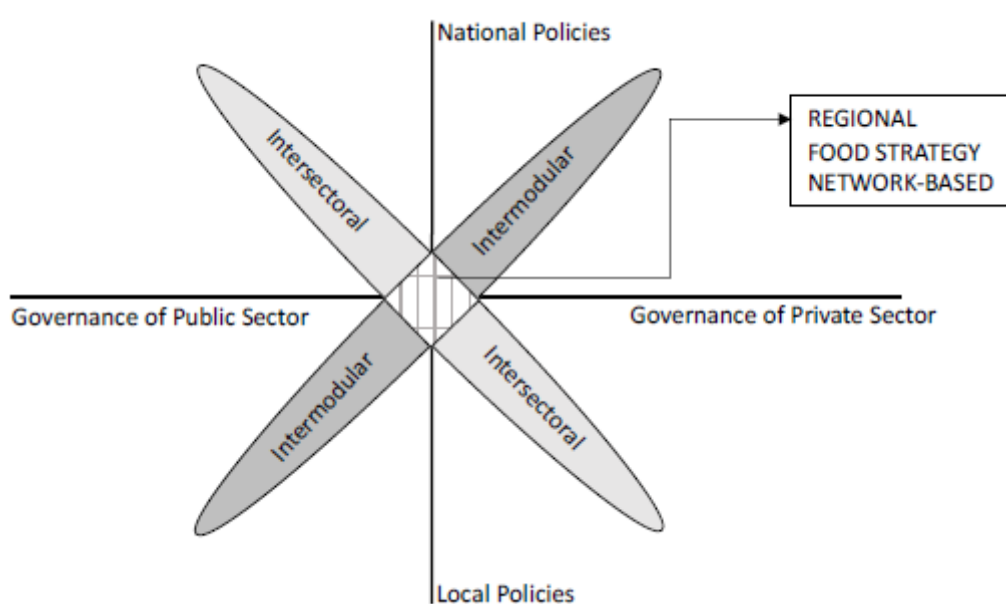 National Policies
Intersectoral
Intermodular
REGIONAL
FOOD STRATEGY
NETWORK-BASED
Governance of Public Sector
Governance of Private Sector
Intermodular
Intersectoral
Local Policies